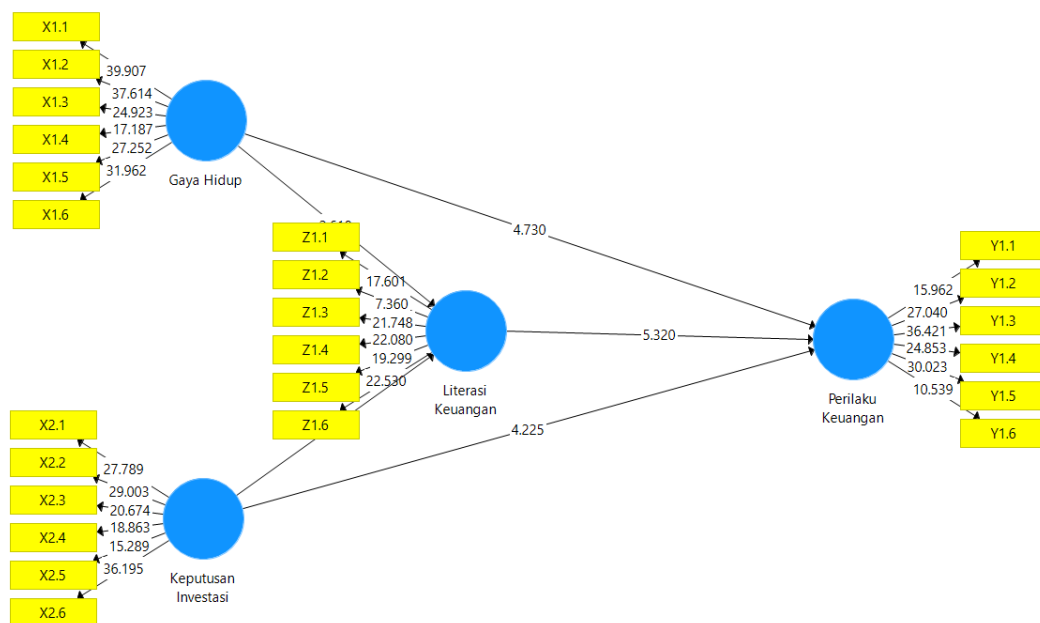 X1.1
X1.2
X1.3
X1.4
X1.5
X1.6
39.907
37.614
24.923
17.187
27.252
31.962
Gaya Hidup
4.730
Z1.1
Z1.2
Z1.3
Z1.4
Z1.5
Z1.6
17.601
7.360
21.748
22.080
19.299
22.530
Literasi
Keuangan
5.320
4.225
Y1.1
Y1.2
Y1.3
Y1.4
Y1.5
Y1.6
15.962
27.040
36.421
24.853
30.023
10.539
Perilaku
Keuangan
X2.1
X2.2
X2.3
X2.4
X2.5
X2.6
27.789
29.003
20.674
18.863
15.289
36.195
Keputusan
Investasi